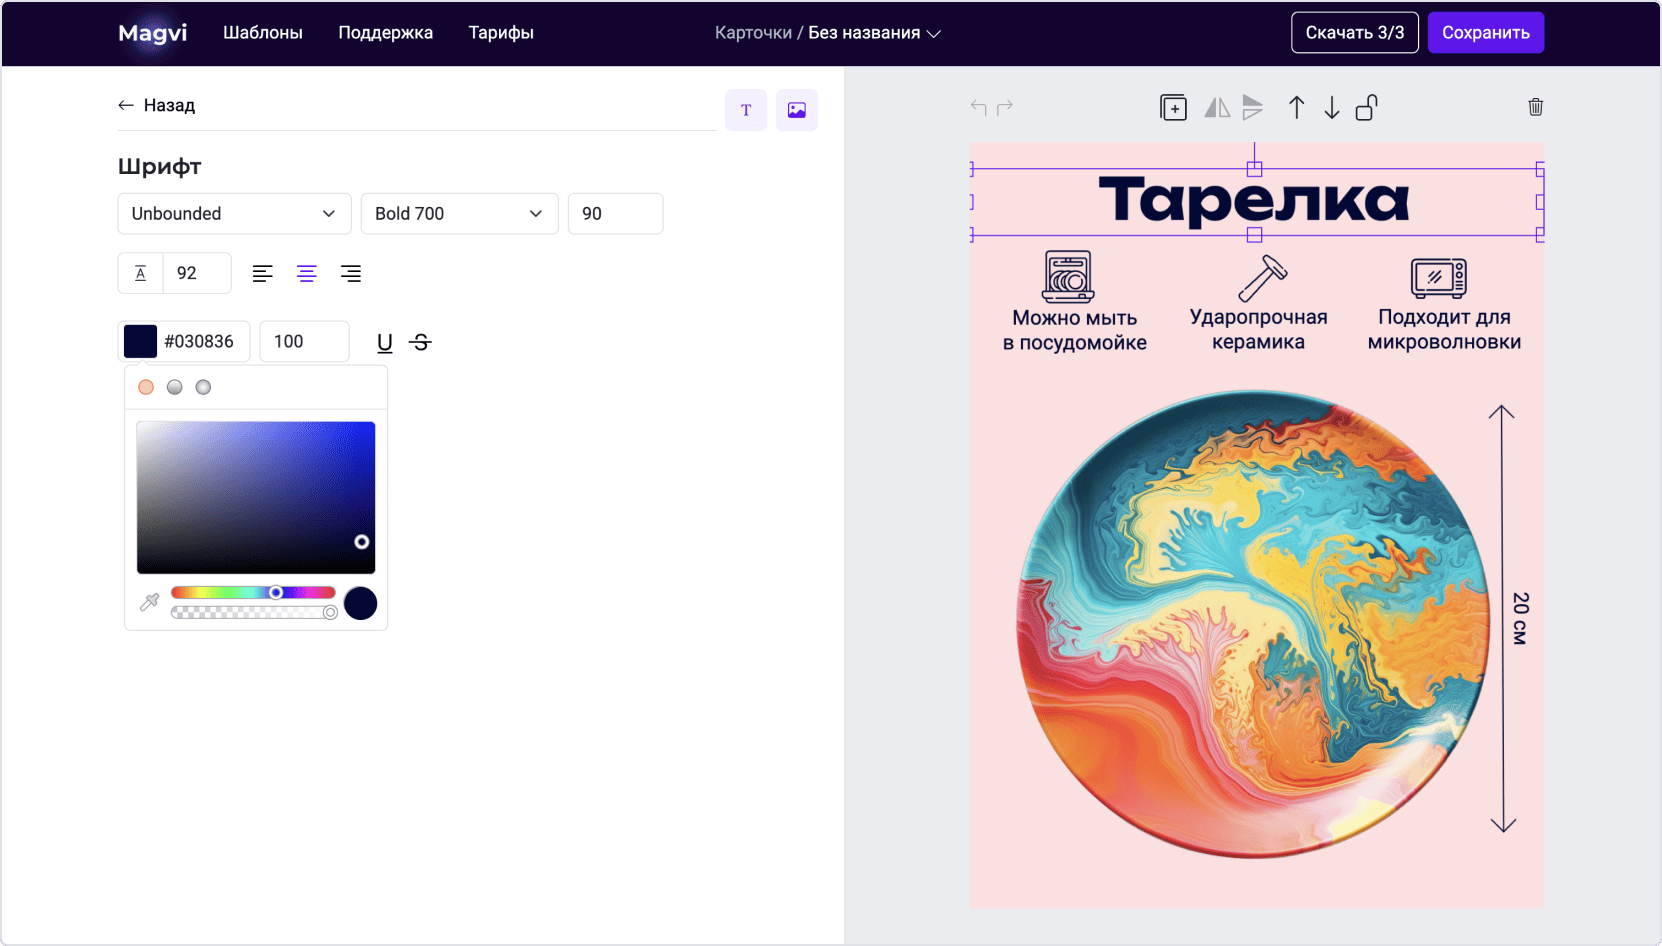 Magvi
Шаблоны
Поддержка
Тарифы
Карточки / Без названия
Скачать 3/3
Сохранить
Назад
T
Шрифт
Unbounded
Bold 700
90
A
92
#030836
100
U
S
Тарелка
Можно мыть
в посудомойке
Ударопрочная
керамика
Подходит для
микроволновки
20 см